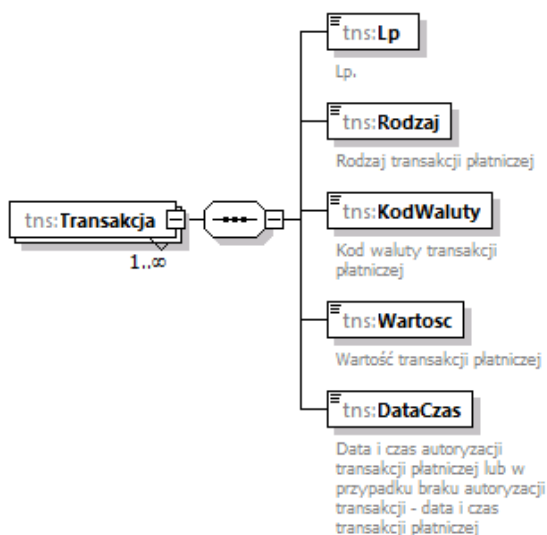 tns:Lp
Lp.
tns:Rodzaj
Rodzaj transakcji płatniczej
tns:Transakcja
1..∞
tns:KodWaluty
Kod waluty transakcji
płatniczej
tns:Wartosc
Wartość transakcji płatniczej
tns:DataCzas
Data i czas autoryzacji
transakcji płatniczej lub w
przypadku braku autoryzacji
transakcji - data i czas
transakcji płatniczej